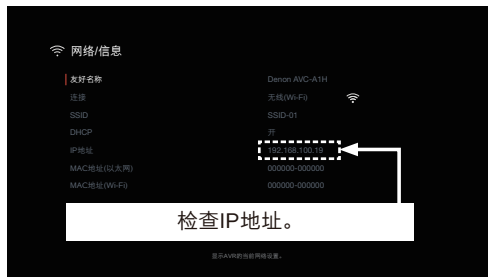 网络/信息
友好名称 Denon AVC-A1H
连接 无线(Wi-Fi)
SSID SSID-01
DHCP 开
IP地址 192.168.100.19
MAC地址(以太网) 000000-000000
MAC地址(Wi-Fi) 000000-000000
检查IP地址。
显示AVR的当前网络设置。